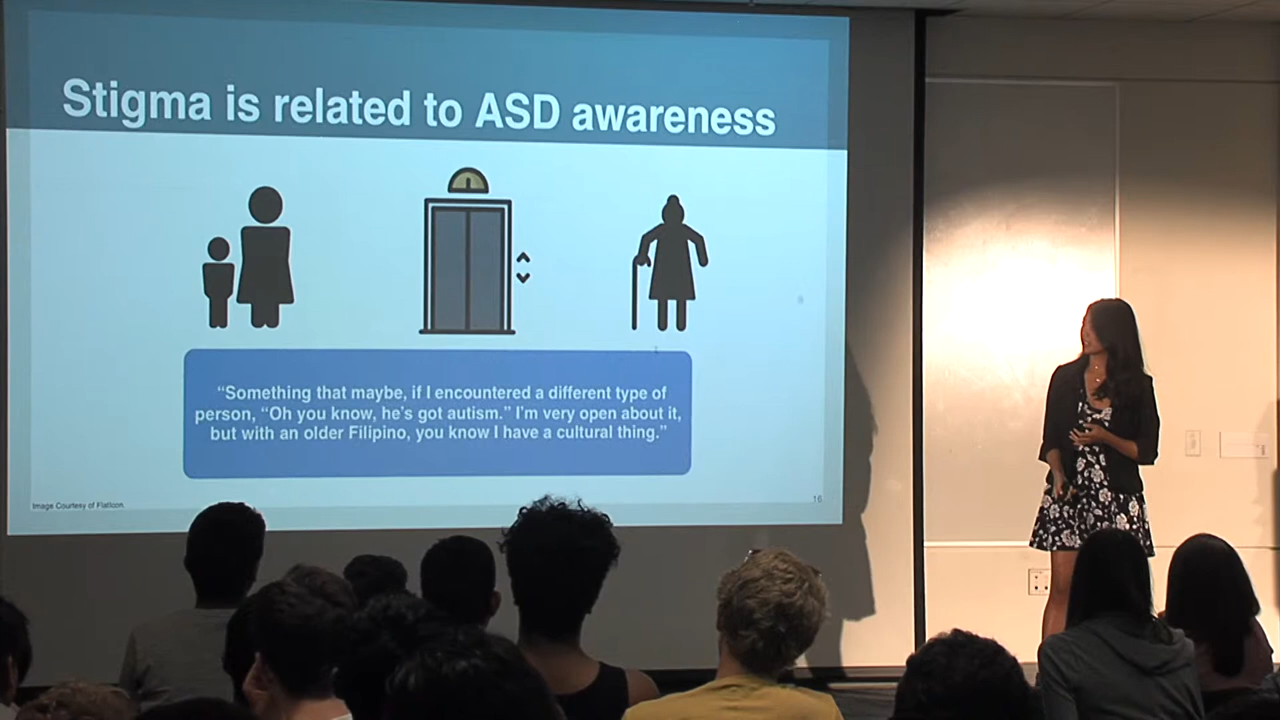 Stigma is related to ASD awareness
“Something that maybe, if I encountered a different type of
person, “Oh you know, he’s got autism.” I’m very open about it,
but with an older Filipino, you know I have a cultural thing.”
Image Courtesy of Flaticon.
16